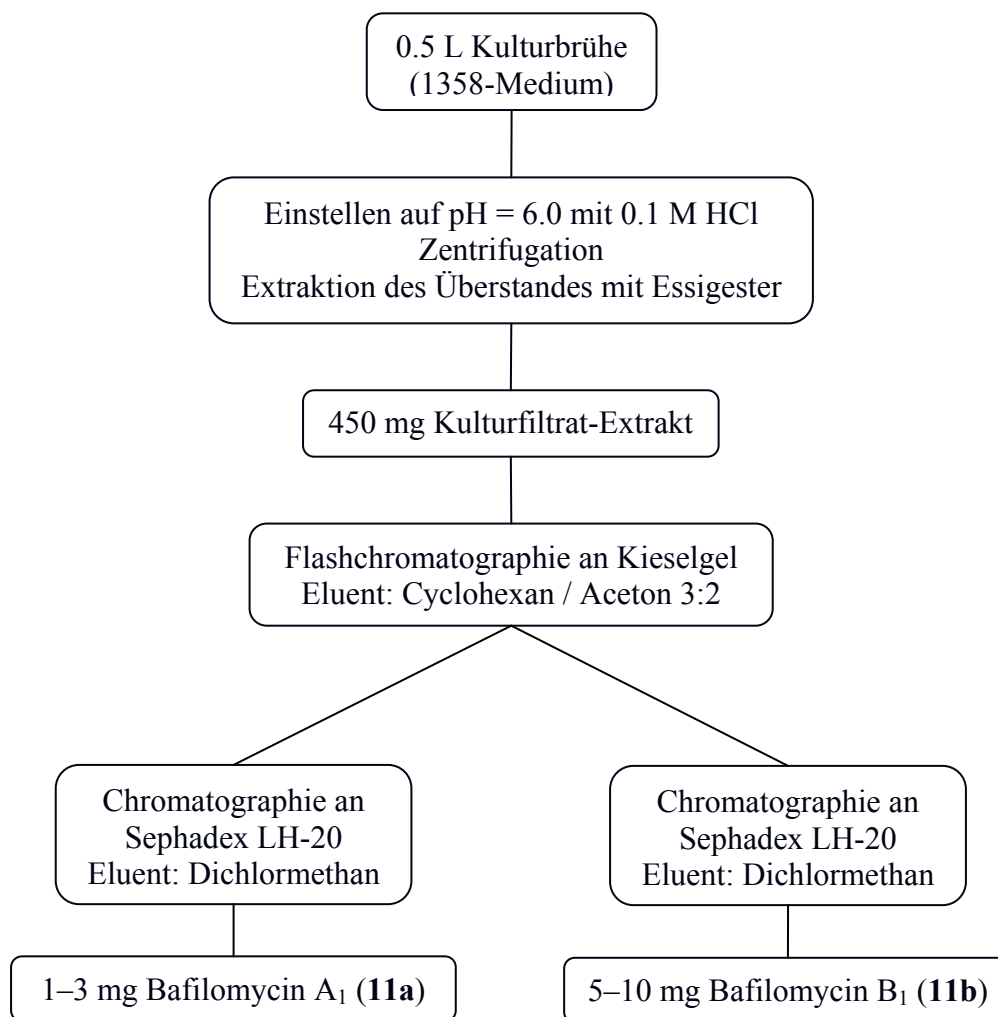 0.5 L Kulturbrühe
(1358-Medium)
Einstellen auf pH = 6.0 mit 0.1 M HCl
Zentrifugation
Extraktion des Überstandes mit Essigester
450 mg Kulturfiltrat-Extrakt
Flashchromatographie an Kieselgel
Eluent: Cyclohexan / Aceton 3:2
Chromatographie an
Sephadex LH-20
Eluent: Dichlormethan
Chromatographie an
Sephadex LH-20
Eluent: Dichlormethan
1–3 mg Bafilomycin A₁ (11a)
5–10 mg Bafilomycin B₁ (11b)